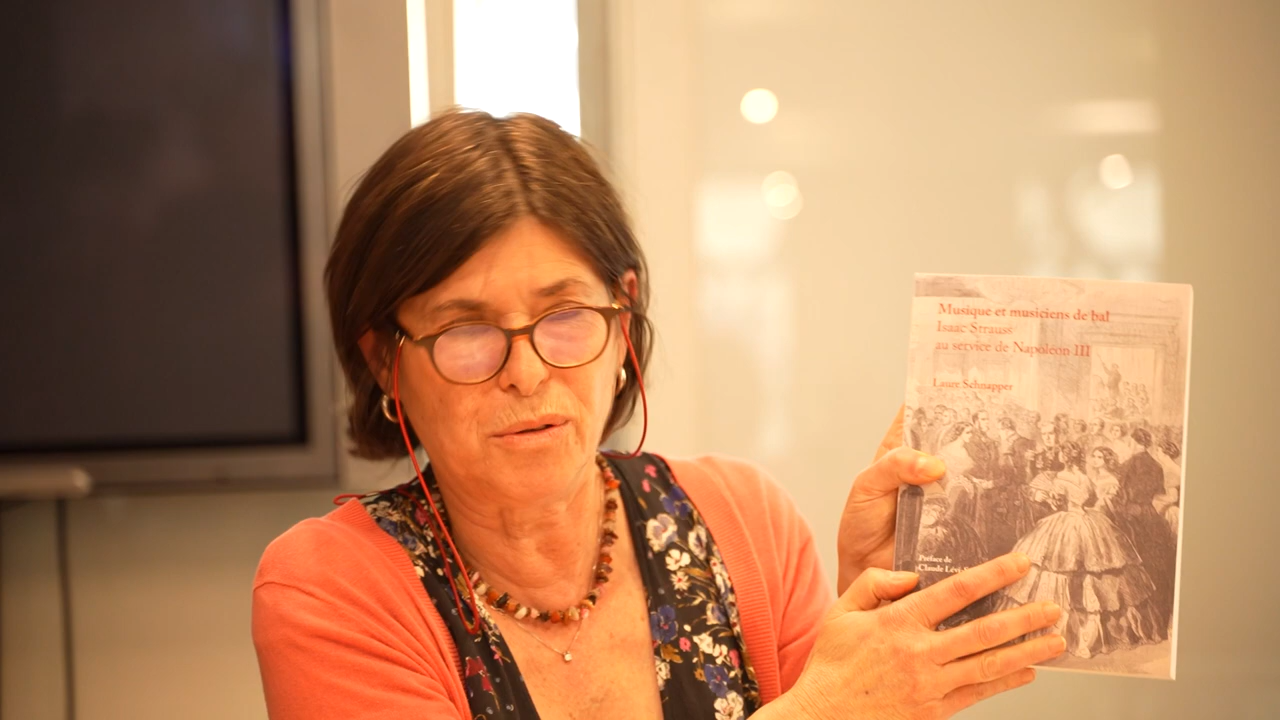 Musique et musiciens de bal
Isaac Strauss
au service de Napoléon III
Laure Schnapper
Préface de
Claude